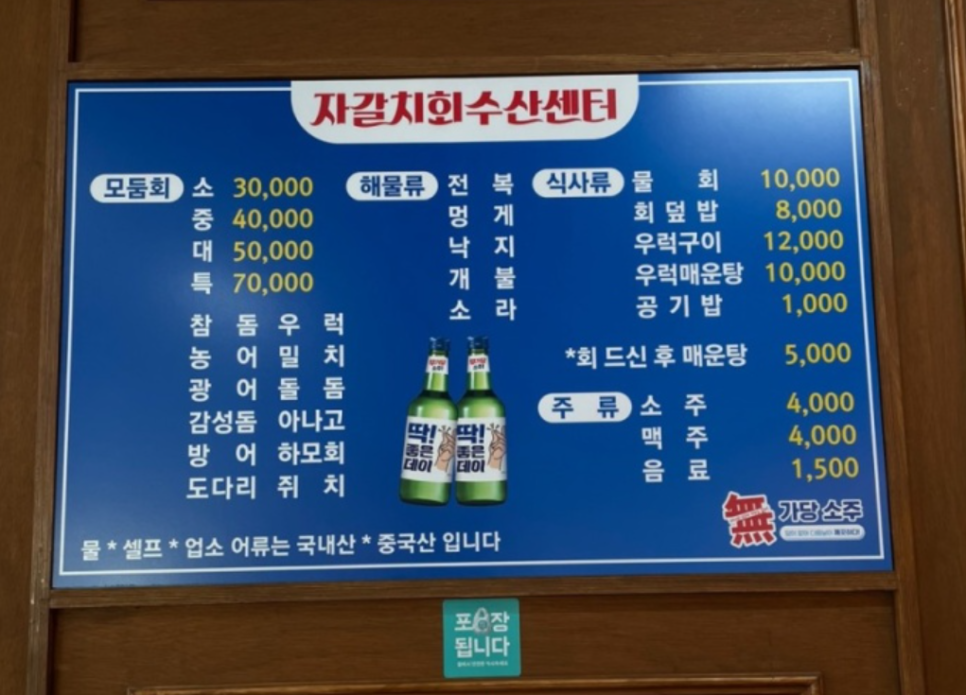 자갈치회수산센터
모둠회 소 30,000
중 40,000
대 50,000
특 70,000
참 돔 우 럭
농 어 밀 치
광 어 돌 돔
감성돔 아나고
방 어 하모회
도다리 쥐 치
해물류 전 복
멍 게
낙 지
개 불
소 라
식사류 물 회 10,000
회 덮 밥 8,000
우럭구이 12,000
우럭매운탕 10,000
공 기 밥 1,000
*회 드신 후 매운탕 5,000
주 류 소 주 4,000
맥 주 4,000
음 료 1,500
딱! 좋은데이
딱! 좋은데이
無 가당 소주
물 * 셀프 * 업소 어류는 국내산 * 중국산 입니다
포장
됩니다